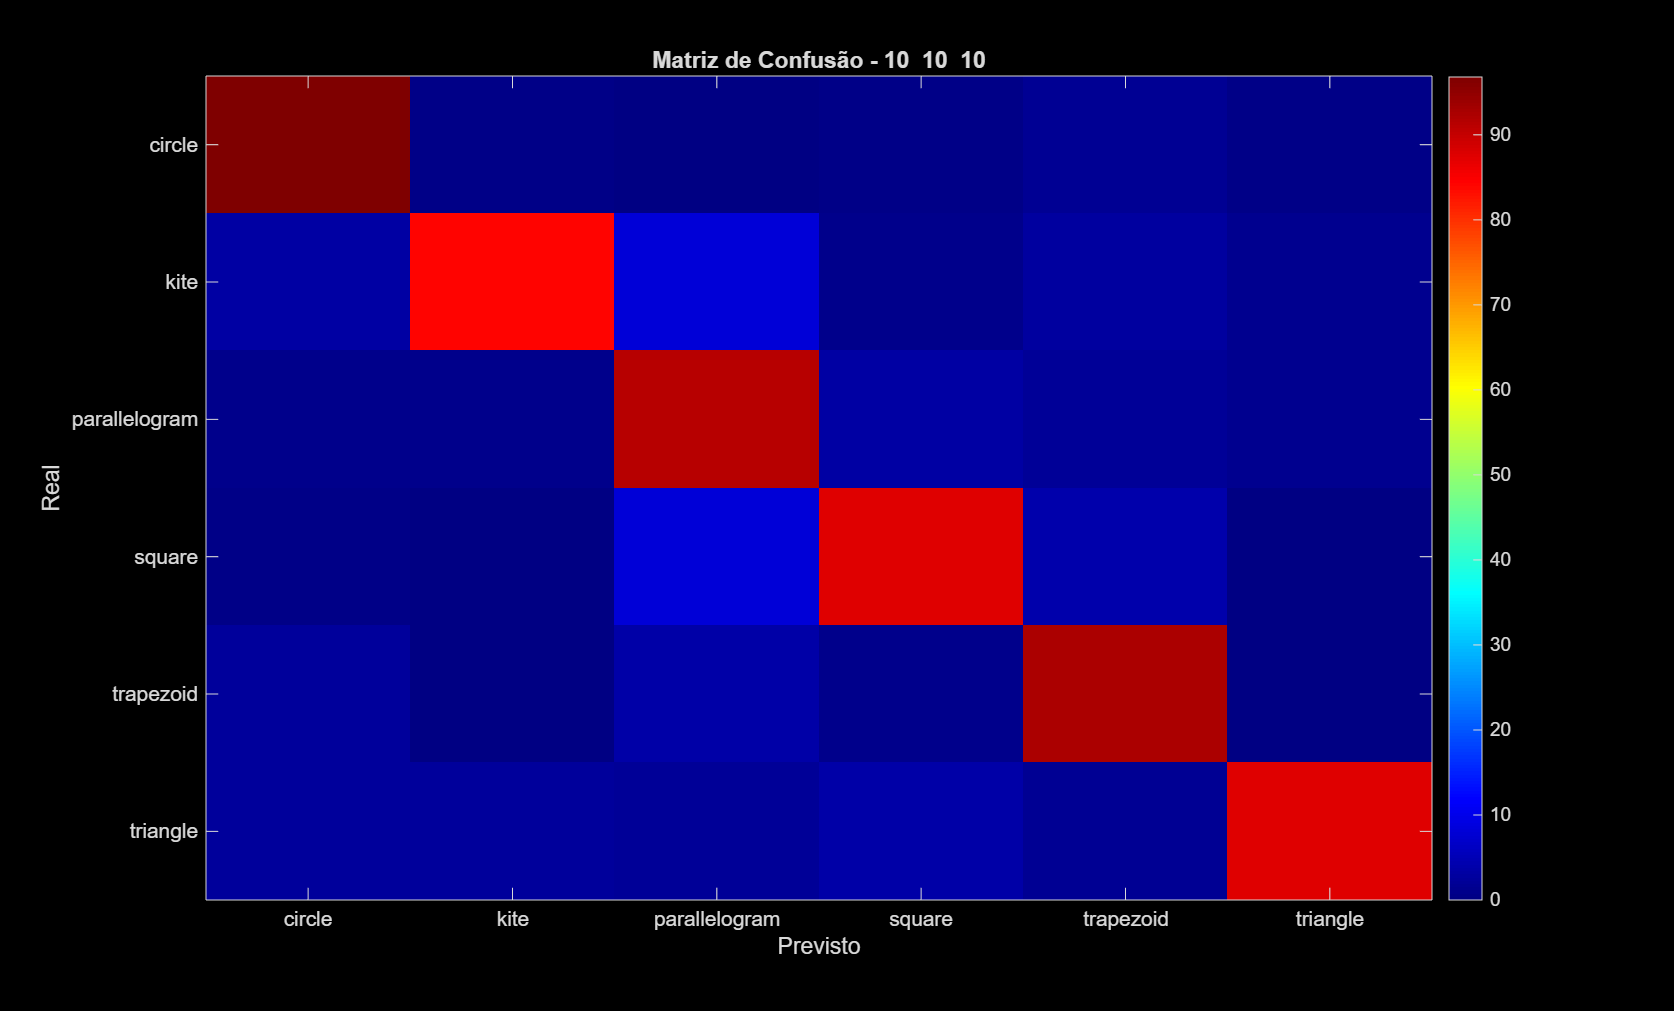 Matriz de Confusão - 10  10  10
Real
circle
kite
parallelogram
square
trapezoid
triangle
circle kite parallelogram square trapezoid triangle
Previsto
90
80
70
60
50
40
30
20
10
0